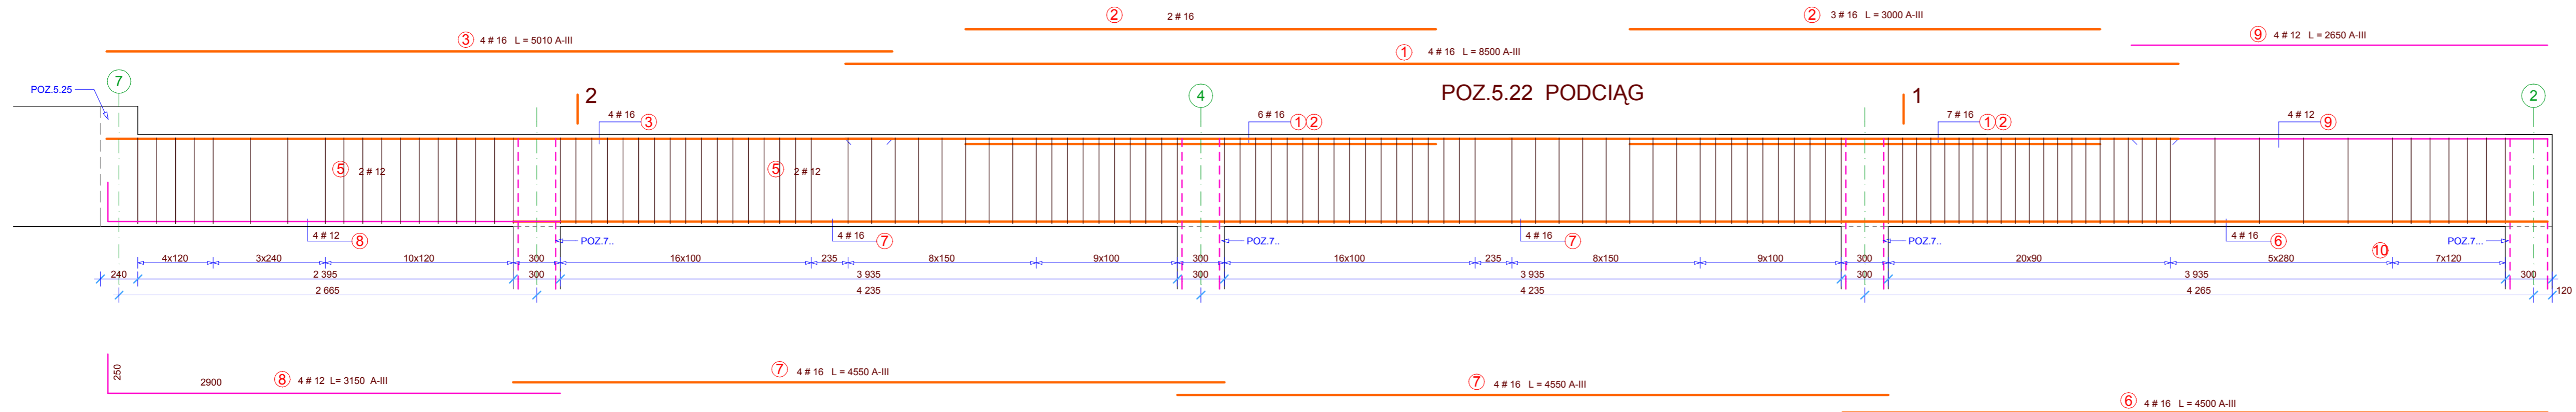 ② 2 # 16
② 3 # 16 L = 3000 A-III
③ 4 # 16 L = 5010 A-III
⑨ 4 # 12 L = 2650 A-III
① 4 # 16 L = 8500 A-III
POZ.5.25
7
2
4
POZ.5.22 PODCIĄG
1
2
4 # 16 ③
6 # 16 ①②
7 # 16 ①②
4 # 12 ⑨
⑤ 2 # 12
⑤ 2 # 12
4 # 12 ⑧
POZ.7..
4 # 16 ⑦
POZ.7..
4 # 16 ⑦
POZ.7..
4 # 16 ⑥
⑩
POZ.7...
4x120 3x240 10x120 300 16x100 235 8x150 9x100 300 16x100 235 8x150 9x100 300 20x90 5x280 7x120
240 2 395 300 3 935 300 3 935 300 3 935 300
2 665 4 235 4 235 4 265 120
250
2900
⑧ 4 # 12 L= 3150 A-III
⑦ 4 # 16 L = 4550 A-III
⑦ 4 # 16 L = 4550 A-III
⑥ 4 # 16 L = 4500 A-III